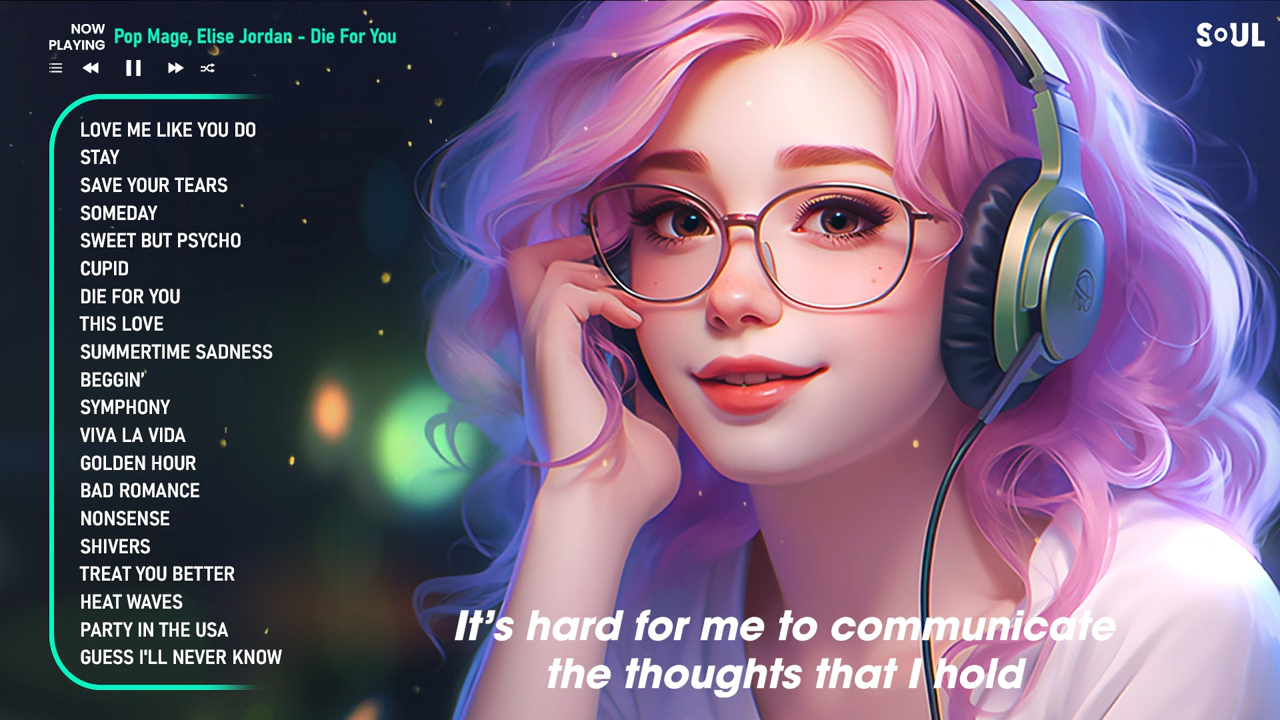 NOW
PLAYING
Pop Mage, Elise Jordan - Die For You
SoUL
LOVE ME LIKE YOU DO
STAY
SAVE YOUR TEARS
SOMEDAY
SWEET BUT PSYCHO
CUPID
DIE FOR YOU
THIS LOVE
SUMMERTIME SADNESS
BEGGIN'
SYMPHONY
VIVA LA VIDA
GOLDEN HOUR
BAD ROMANCE
NONSENSE
SHIVERS
TREAT YOU BETTER
HEAT WAVES
PARTY IN THE USA
GUESS I'LL NEVER KNOW
It's hard for me to communicate
the thoughts that I hold